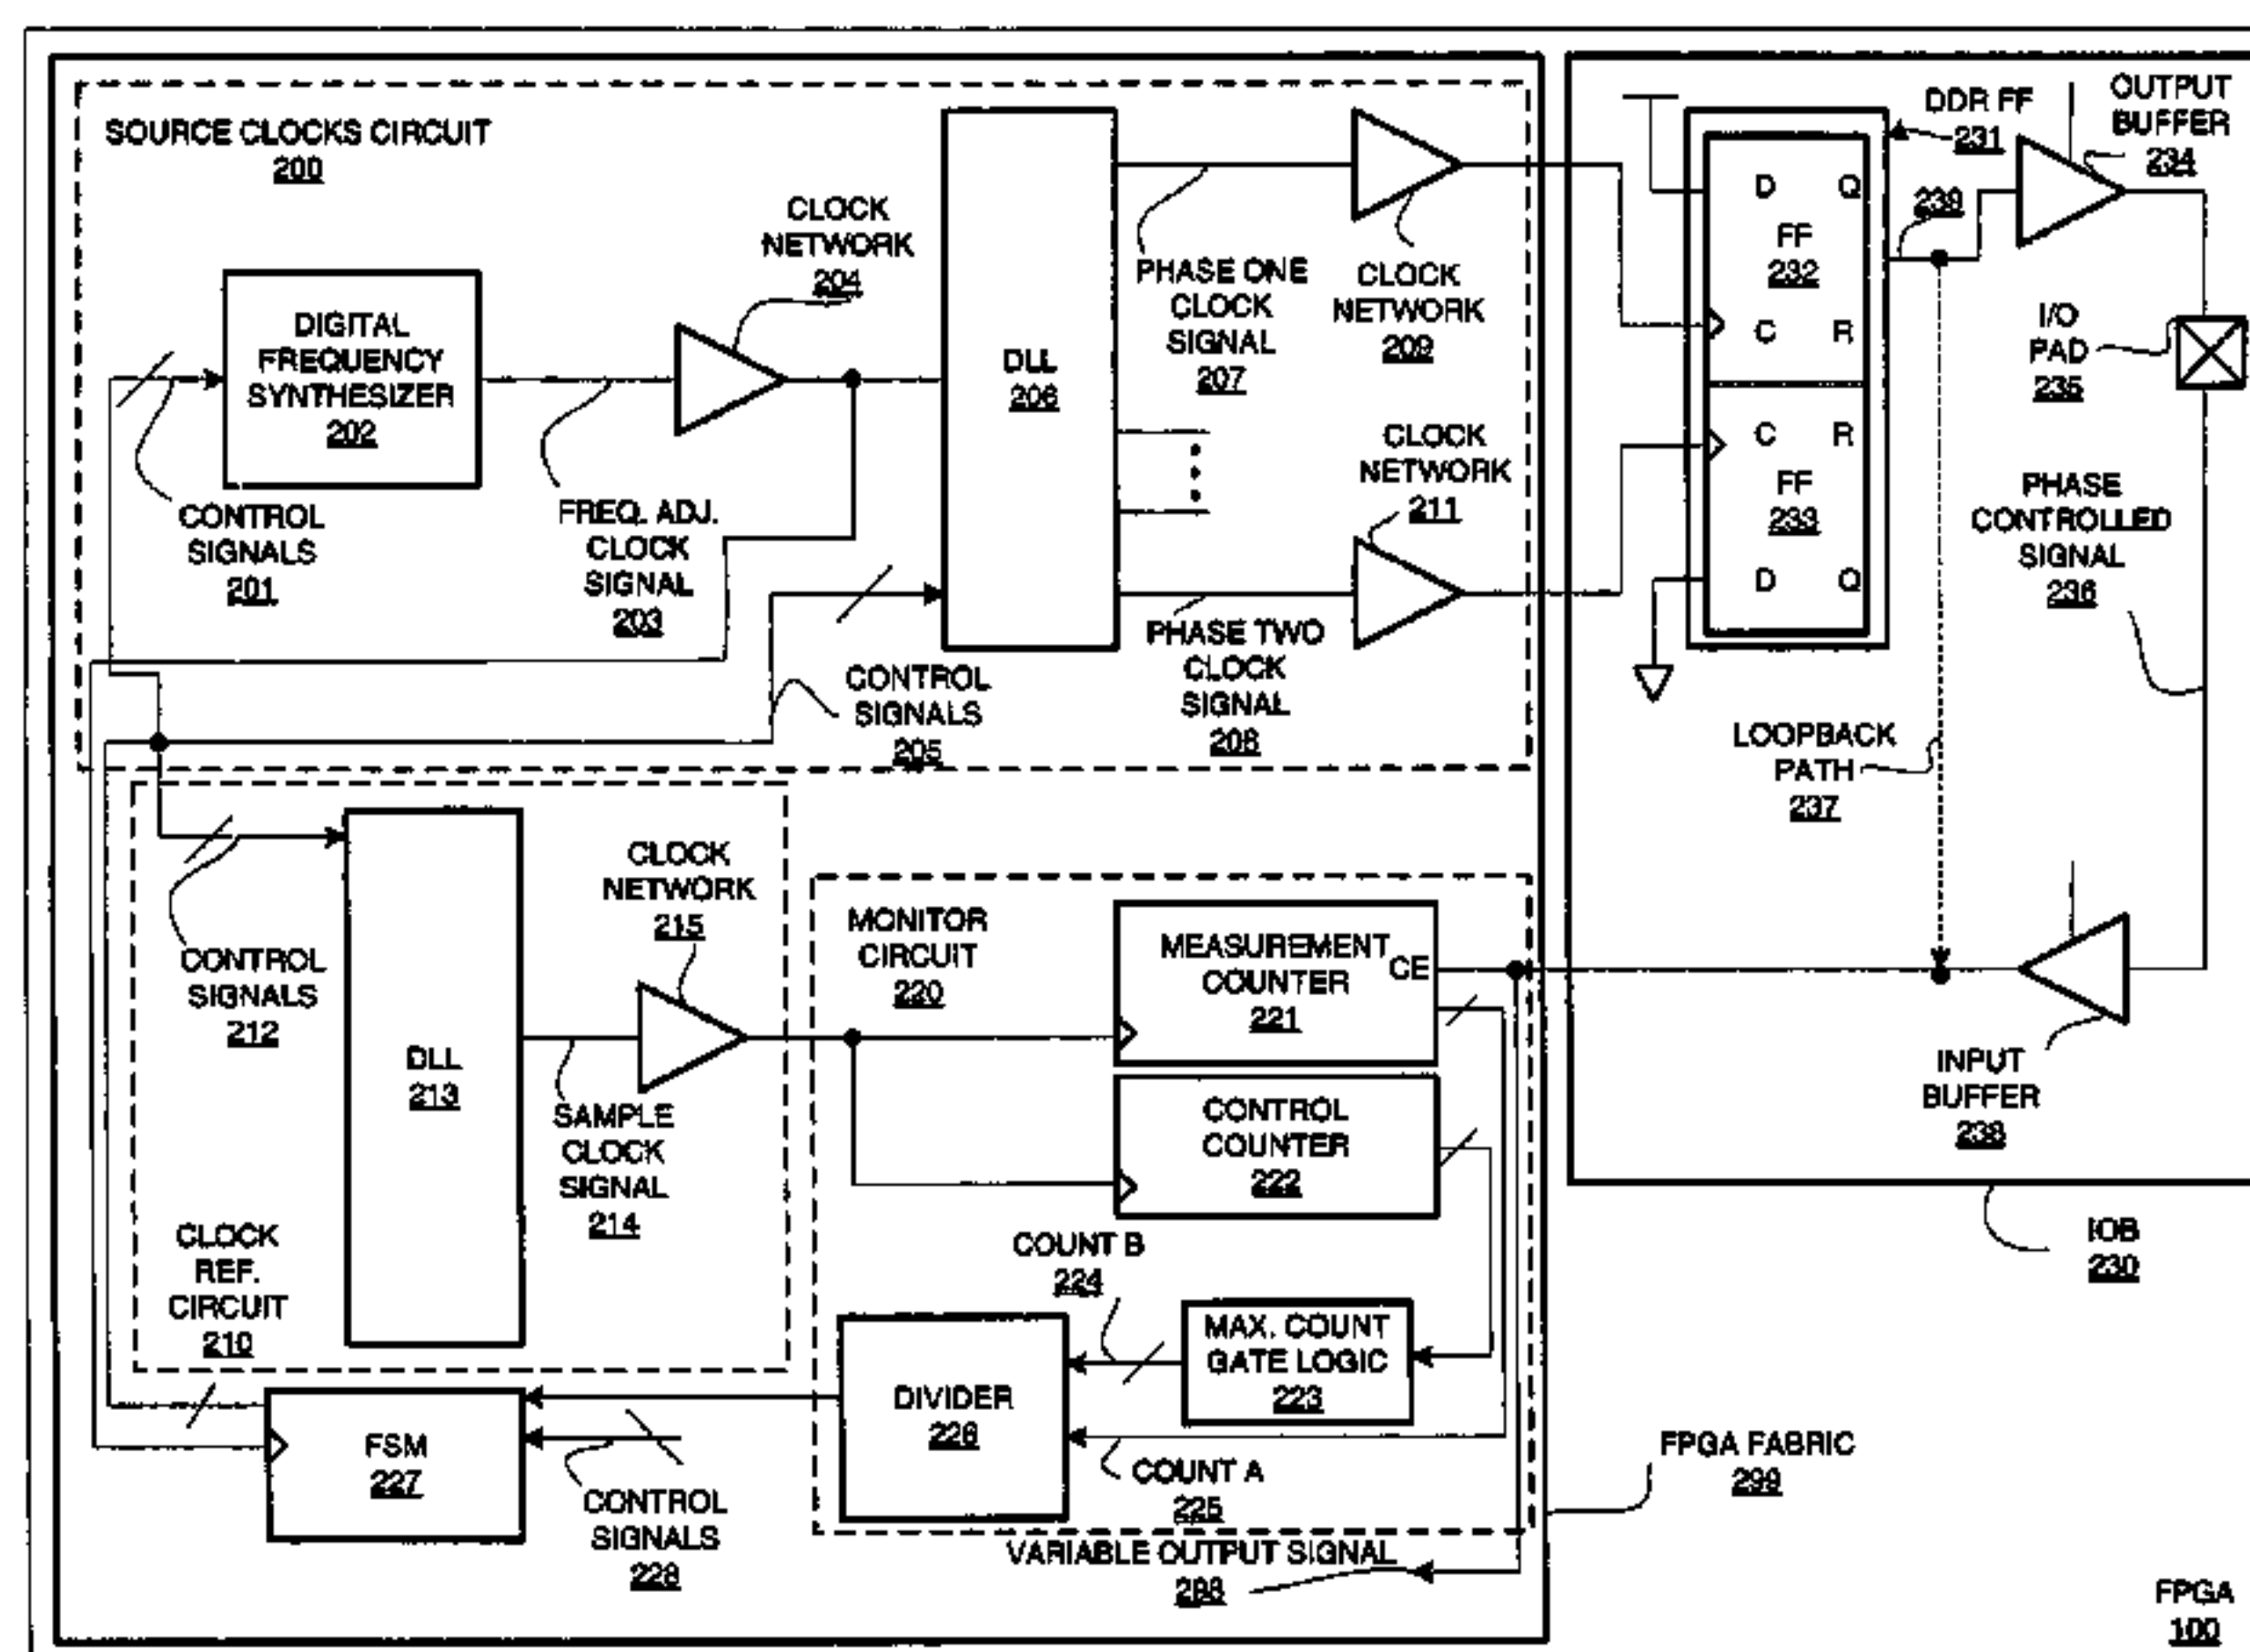 SOURCE CLOCKS CIRCUIT
200
DIGITAL
FREQUENCY
SYNTHESIZER
202
CONTROL
SIGNALS
201
CLOCK
NETWORK
204
FREQ. ADJ.
CLOCK
SIGNAL
203
DLL
206
CONTROL
SIGNALS
205
PHASE ONE
CLOCK
SIGNAL
207
CLOCK
NETWORK
209
CLOCK
NETWORK
211
PHASE TWO
CLOCK
SIGNAL
208
DDR FF
231
D Q
FF
232
C R
C R
FF
233
D Q
239
OUTPUT
BUFFER
234
I/O
PAD
235
PHASE
CONTROLLED
SIGNAL
236
LOOPBACK
PATH
237
INPUT
BUFFER
238
IOB
230
CONTROL
SIGNALS
212
DLL
213
CLOCK
NETWORK
215
SAMPLE
CLOCK
SIGNAL
214
CLOCK
REF.
CIRCUIT
210
MONITOR
CIRCUIT
220
MEASUREMENT
COUNTER
221
CE
CONTROL
COUNTER
222
COUNT B
224
MAX. COUNT
GATE LOGIC
223
DIVIDER
226
COUNT A
225
FSM
227
CONTROL
SIGNALS
228
VARIABLE OUTPUT SIGNAL
298
FPGA FABRIC
299
FPGA
100